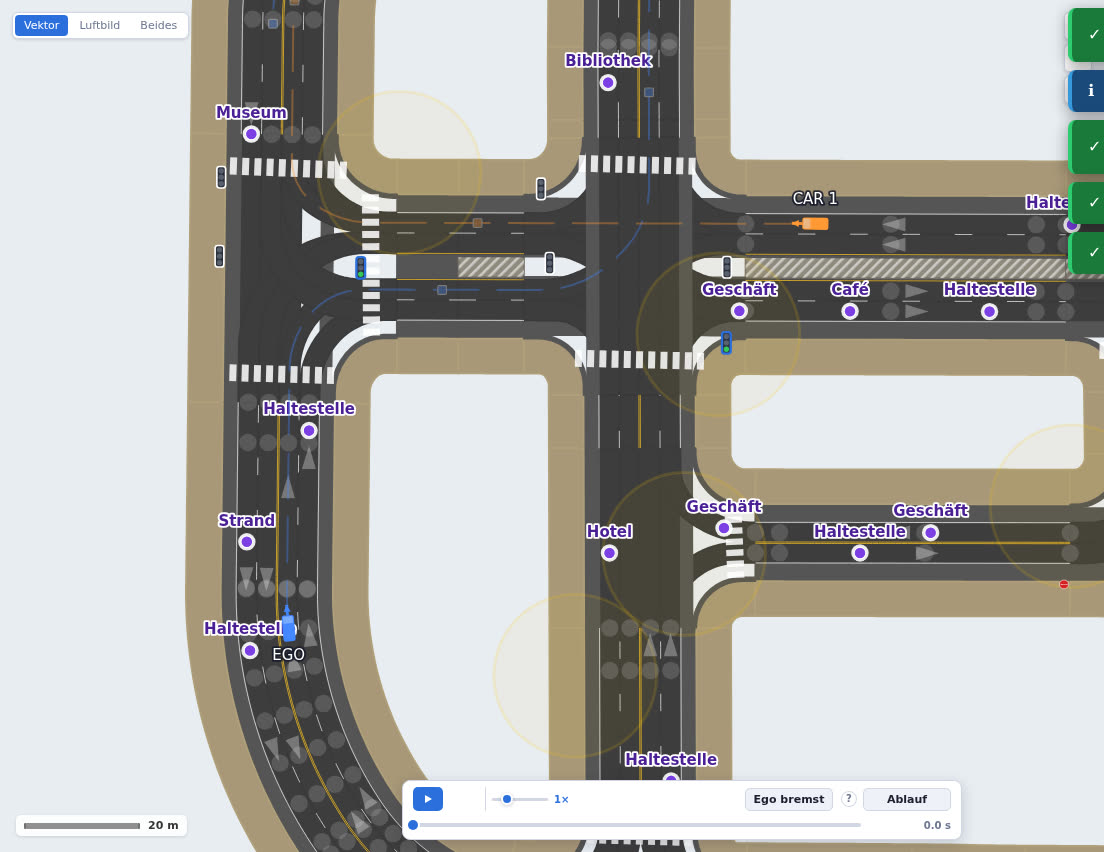 Vektor Luftbild Beides
Bibliothek
Museum
CAR 1
Halte
Geschäft Café Haltestelle
Haltestelle
Strand
Geschäft
Geschäft
Hotel
Haltestelle
Haltestell
EGO
Haltestelle
1×
Ego bremst ? Ablauf
20 m
0.0 s